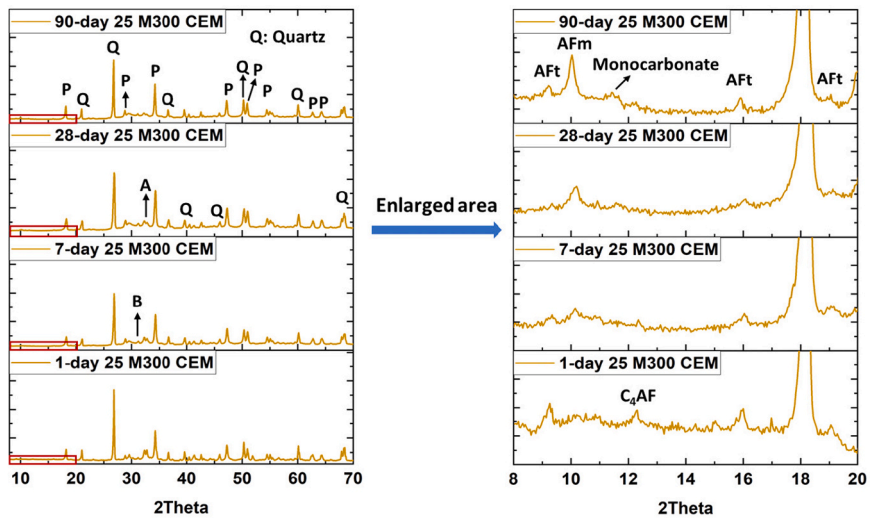 90-day 25 M300 CEM
Q
Q: Quartz
P
Q
P
P
Q
P
Q
P
P
Q
P P
28-day 25 M300 CEM
A
Q
Q
Q
7-day 25 M300 CEM
B
1-day 25 M300 CEM
10 20 30 40 50 60 70
2Theta
Enlarged area
90-day 25 M300 CEM
AFt
AFm
Monocarbonate
AFt
AFt
28-day 25 M300 CEM
7-day 25 M300 CEM
1-day 25 M300 CEM
C₄AF
8 10 12 14 16 18 20
2Theta